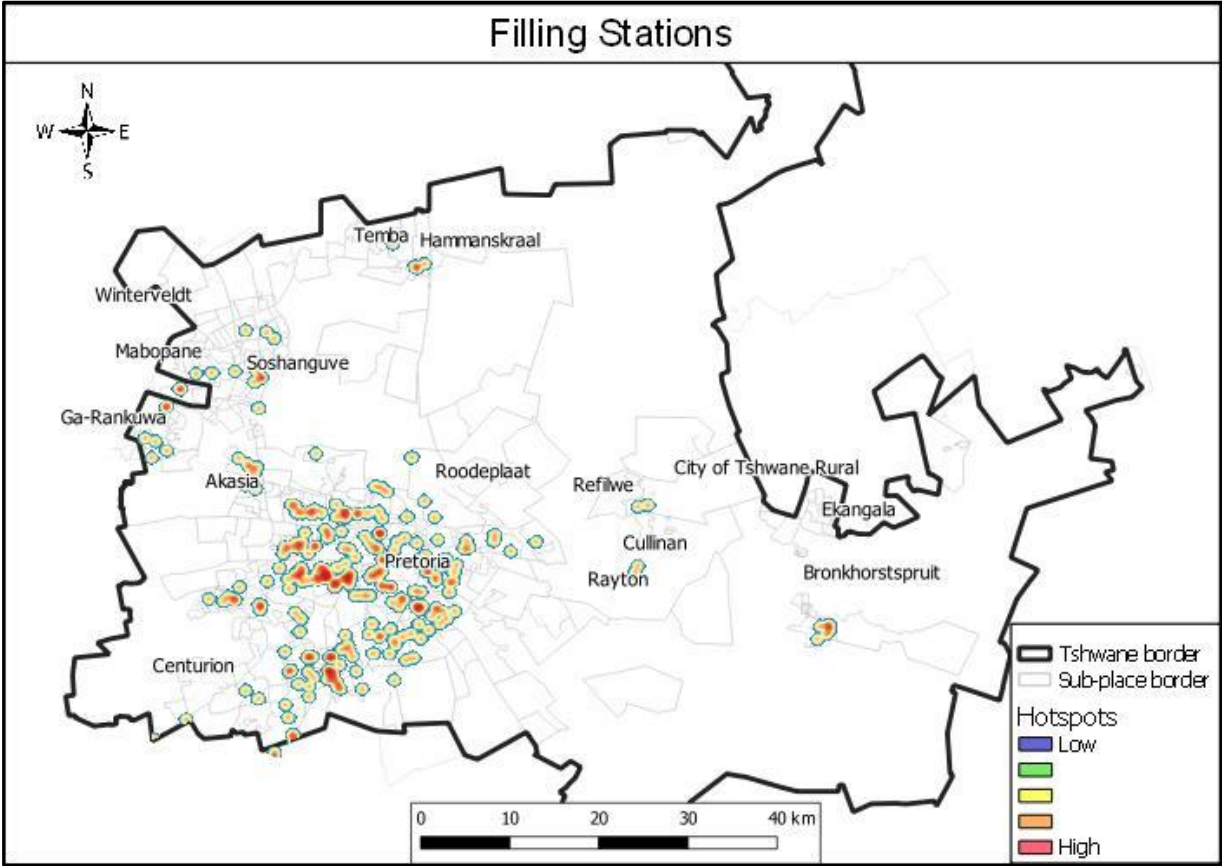 Filling Stations
N
W E
S
Temba Hammanskraal
Winterveldt
Mabopane
Soshanguve
Ga-Rankuwa
Akasia
Roodeplaat
Refilwe
City of Tshwane Rural
Ekangala
Cullinan
Pretoria
Rayton
Bronkhorstspruit
Centurion
Tshwane border
Sub-place border
Hotspots
Low
High
0 10 20 30 40 km